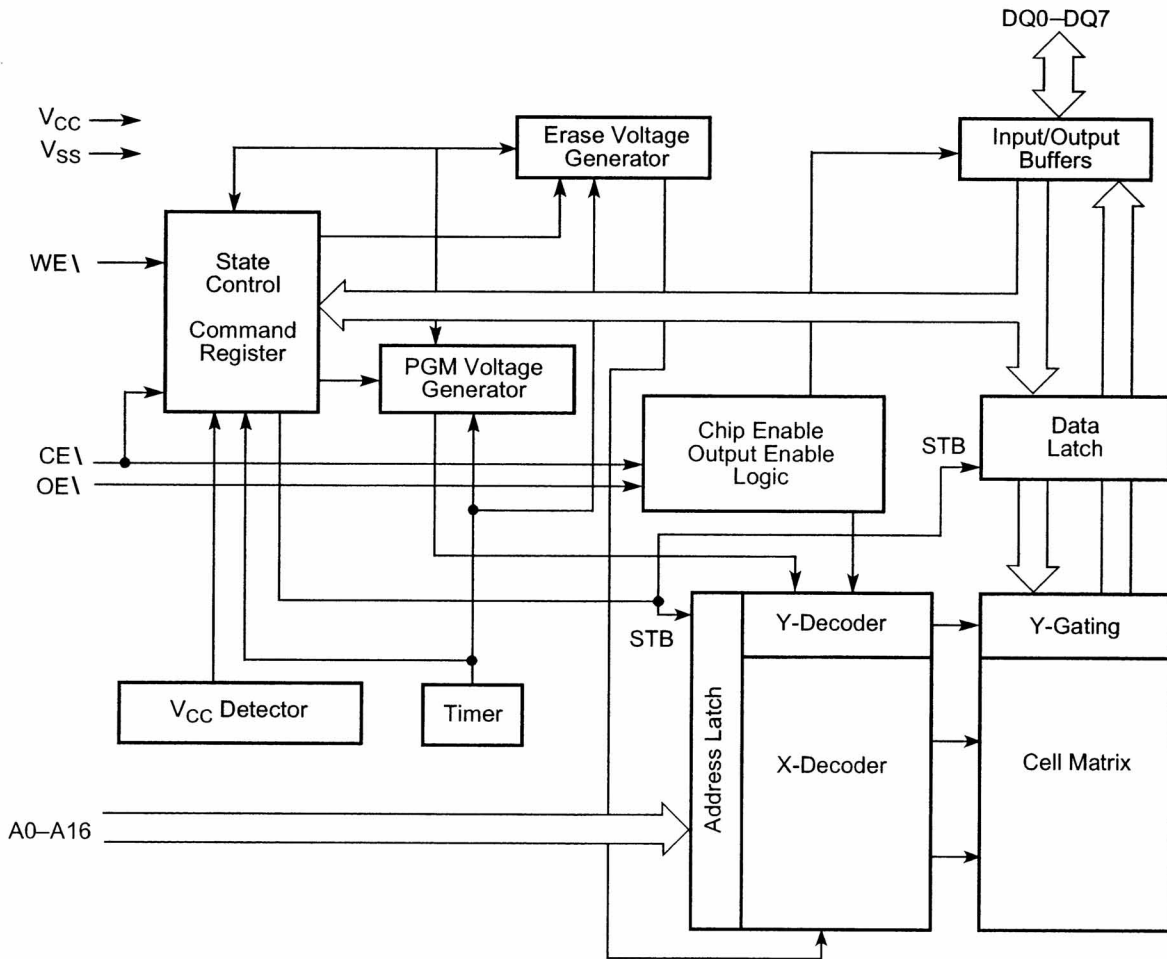 DQ0–DQ7
VCC
VSS
Erase Voltage
Generator
Input/Output
Buffers
WE\
State
Control
Command
Register
PGM Voltage
Generator
Chip Enable
Output Enable
Logic
Data
Latch
STB
CE\
OE\
STB
Y-Decoder
Y-Gating
VCC Detector
Timer
Address Latch
X-Decoder
Cell Matrix
A0–A16